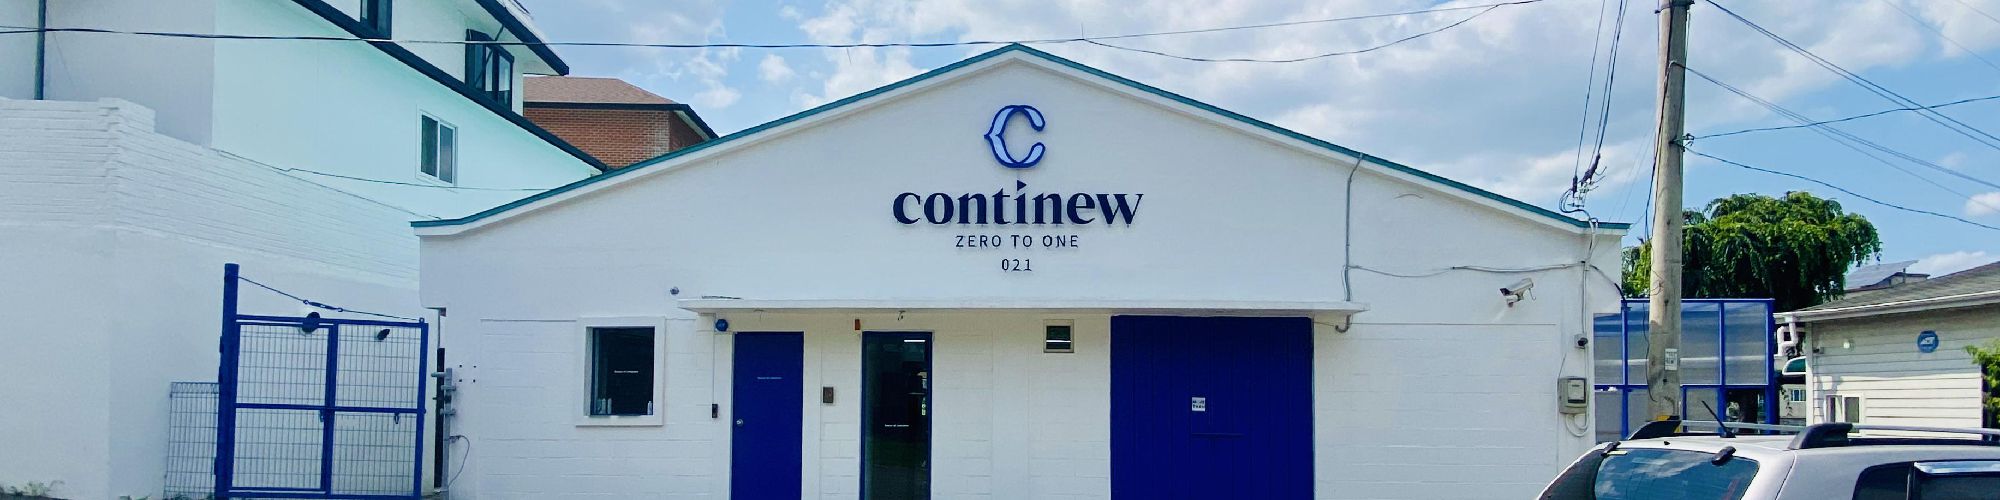 C
continew
ZERO TO ONE
021